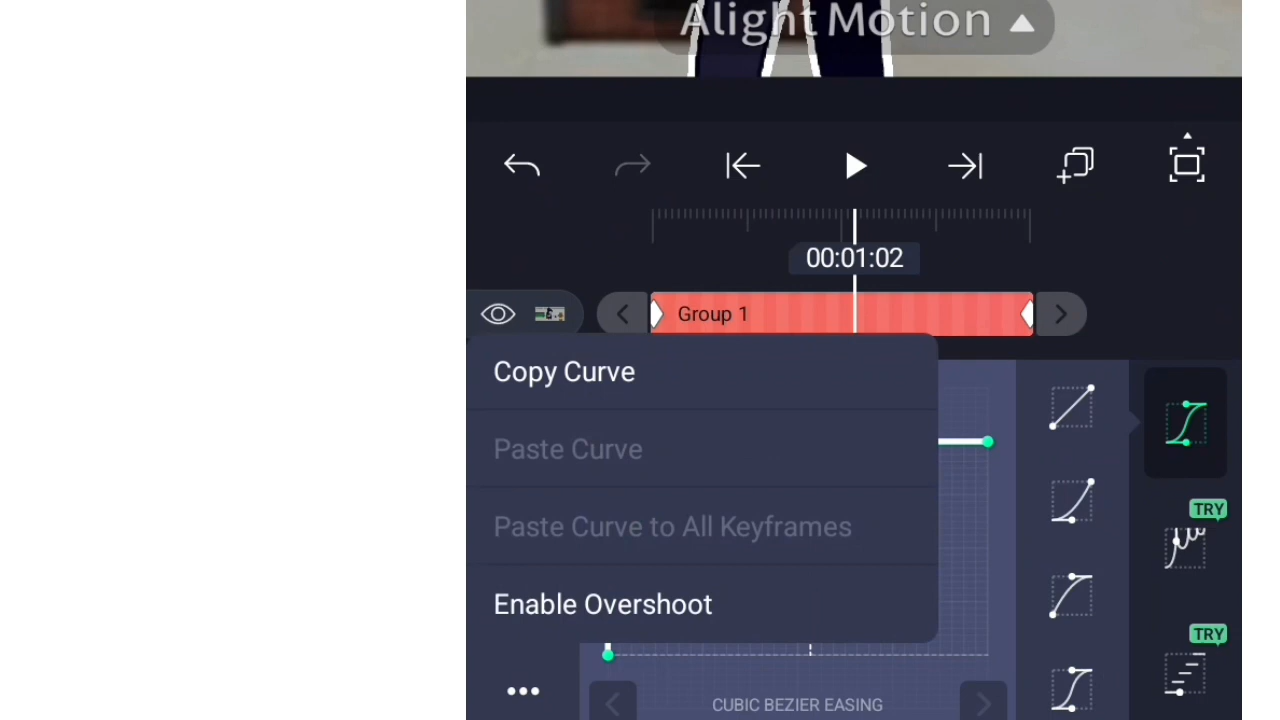 Alight Motion
00:01:02
Group 1
Copy Curve
Paste Curve
Paste Curve to All Keyframes
Enable Overshoot
TRY
TRY
CUBIC BEZIER EASING